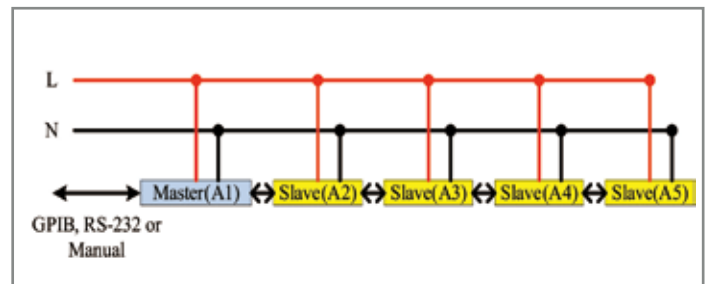 L
N
Master(A1) Slave(A2) Slave(A3) Slave(A4) Slave(A5)
GPIB, RS-232 or
Manual